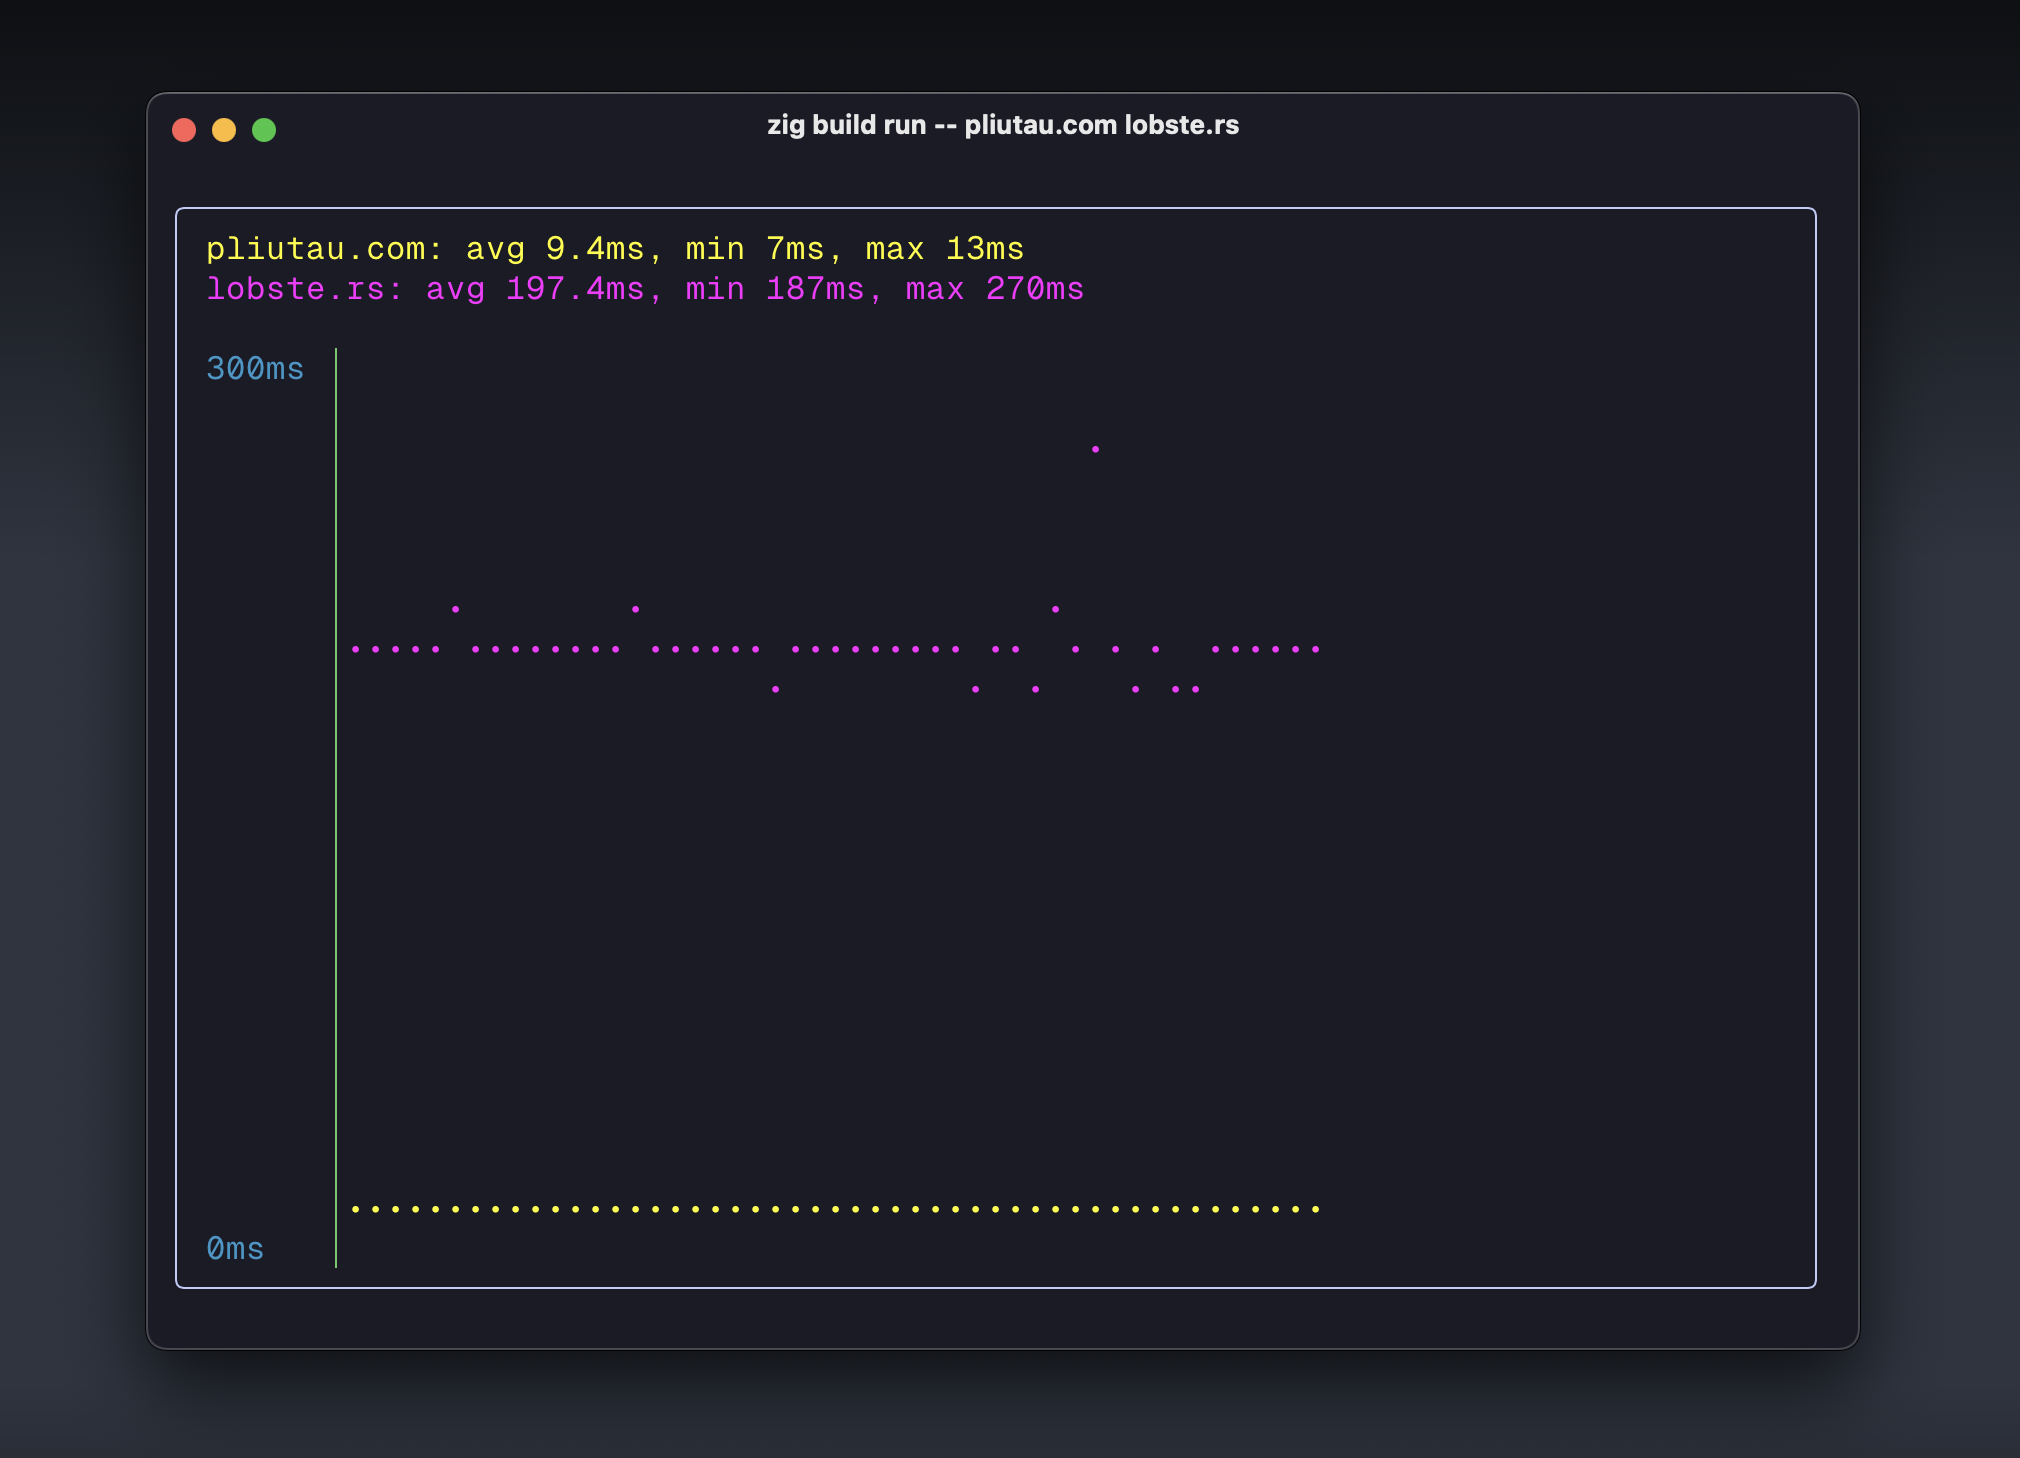 zig build run -- pliutau.com lobste.rs
pliutau.com: avg 9.4ms, min 7ms, max 13ms
lobste.rs: avg 197.4ms, min 187ms, max 270ms
300ms
0ms